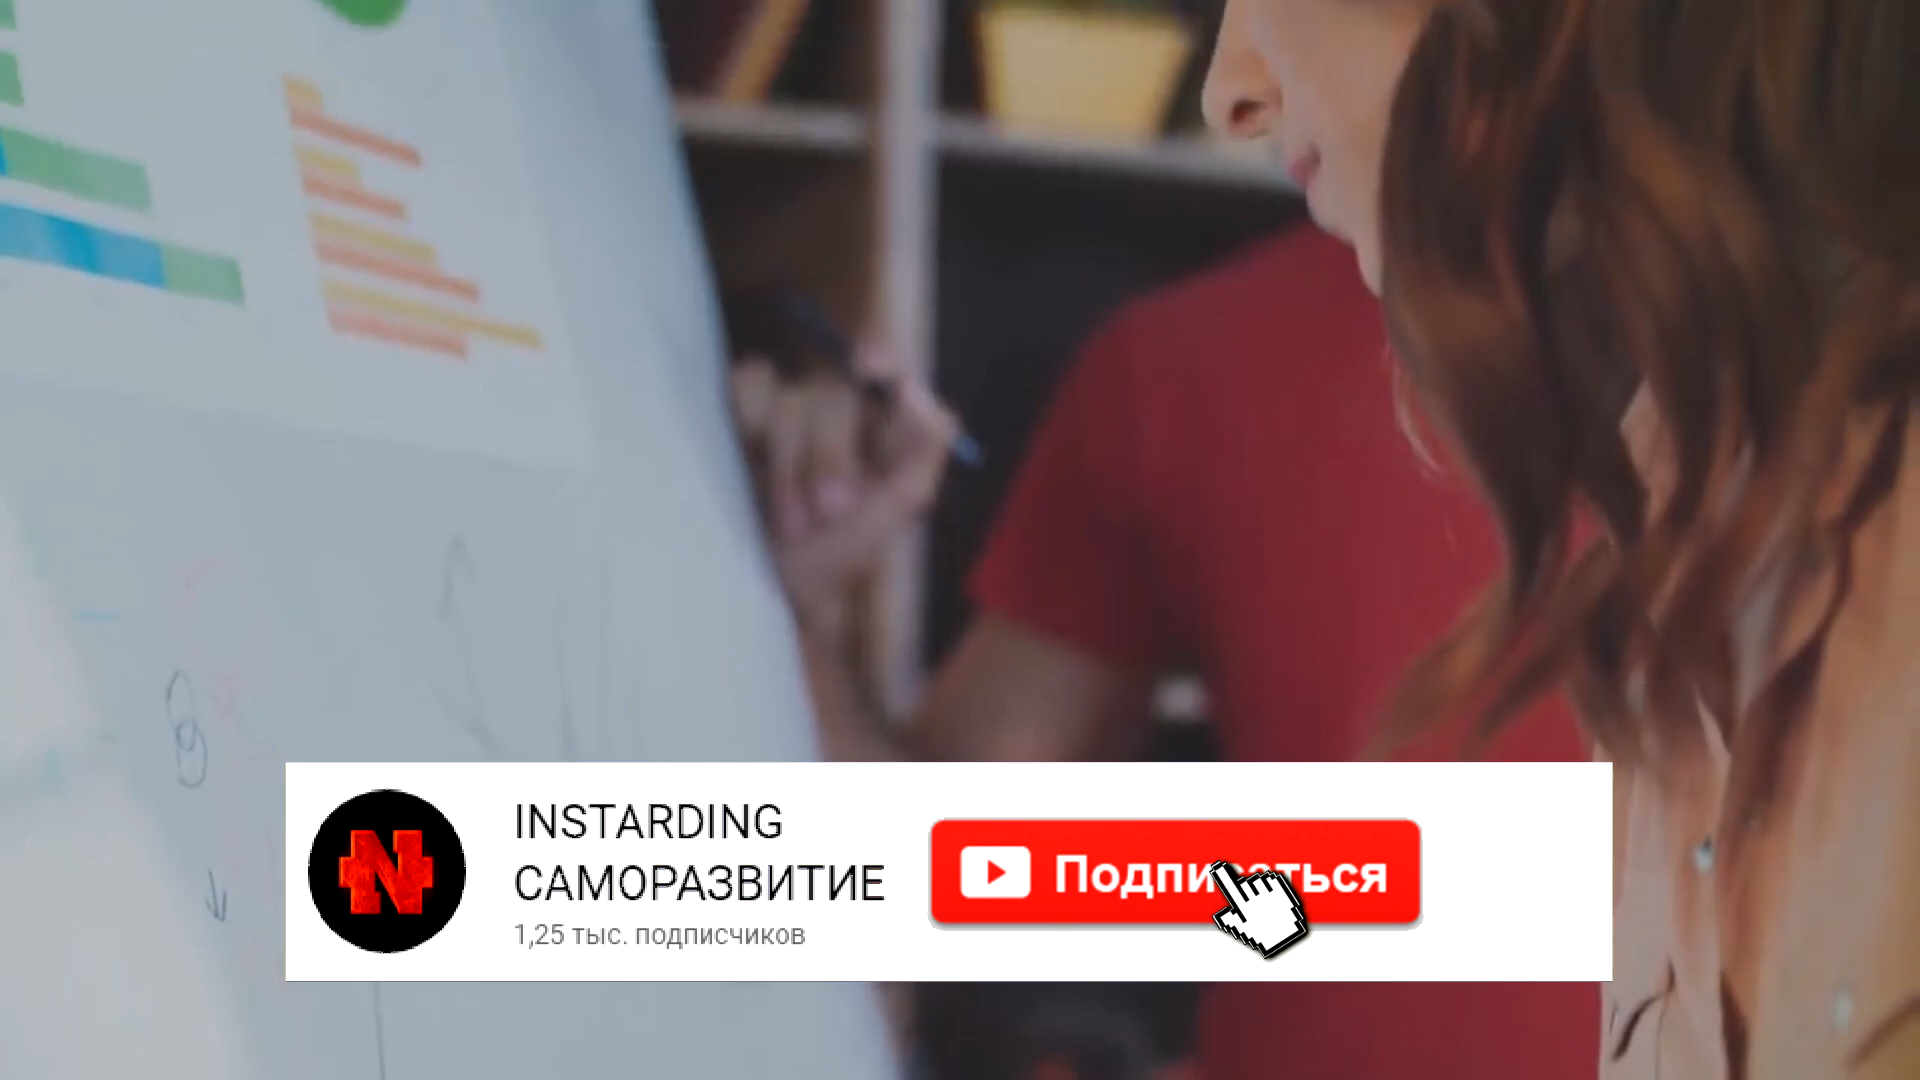 INSTARDING
САМОРАЗВИТИЕ
1,25 тыс. подписчиков
Подписаться
N